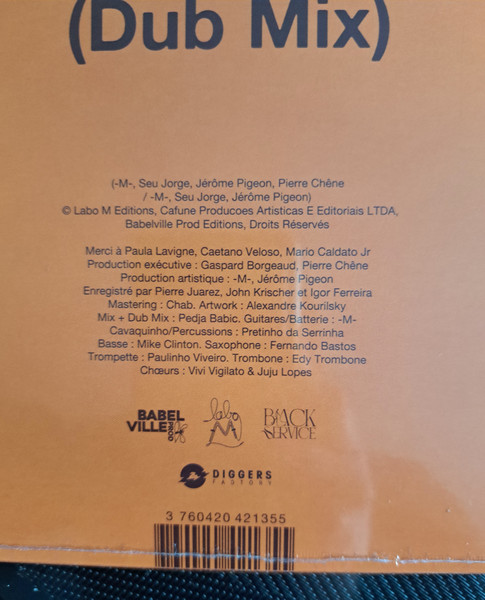 (Dub Mix)
(-M-, Seu Jorge, Jérôme Pigeon, Pierre Chêne
/ -M-, Seu Jorge, Jérôme Pigeon)
© Labo M Editions, Cafune Producoes Artisticas E Editoriais LTDA,
Babelville Prod Editions, Droits Réservés
Merci à Paula Lavigne, Caetano Veloso, Mario Caldato Jr
Production exécutive : Gaspard Borgeaud, Pierre Chêne
Production artistique : -M-, Jérôme Pigeon
Enregistré par Pierre Juarez, John Krischer et Igor Ferreira
Mastering : Chab. Artwork : Alexandre Kourilsky
Mix + Dub Mix : Pedja Babic. Guitares/Batterie : -M-
Cavaquinho/Percussions : Pretinho da Serrinha
Basse : Mike Clinton. Saxophone : Fernando Bastos
Trompette : Paulinho Viveiro. Trombone : Edy Trombone
Chœurs : Vivi Vigilato & Juju Lopes
BABEL
VILLE PROD
labo
M
BACK
SERVICE
DIGGERS
FACTORY
3 760420 421355